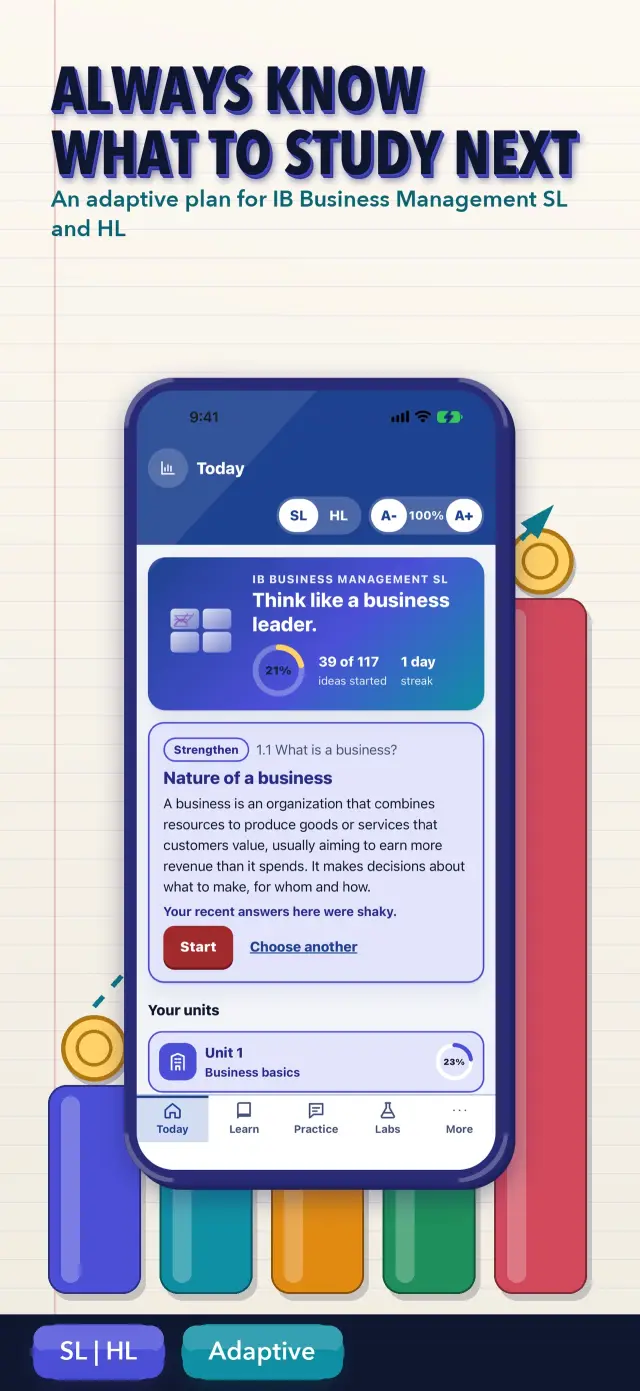 ALWAYS KNOW
WHAT TO STUDY NEXT
An adaptive plan for IB Business Management SL
and HL
9:41
Today
SL HL A- 100% A+
IB BUSINESS MANAGEMENT SL
Think like a business
leader.
21%
39 of 117 1 day
ideas started streak
Strengthen 1.1 What is a business?
Nature of a business
A business is an organization that combines
resources to produce goods or services that
customers value, usually aiming to earn more
revenue than it spends. It makes decisions about
what to make, for whom and how.
Your recent answers here were shaky.
Start Choose another
Your units
Unit 1
Business basics
23%
Today Learn Practice Labs More
SL | HL Adaptive